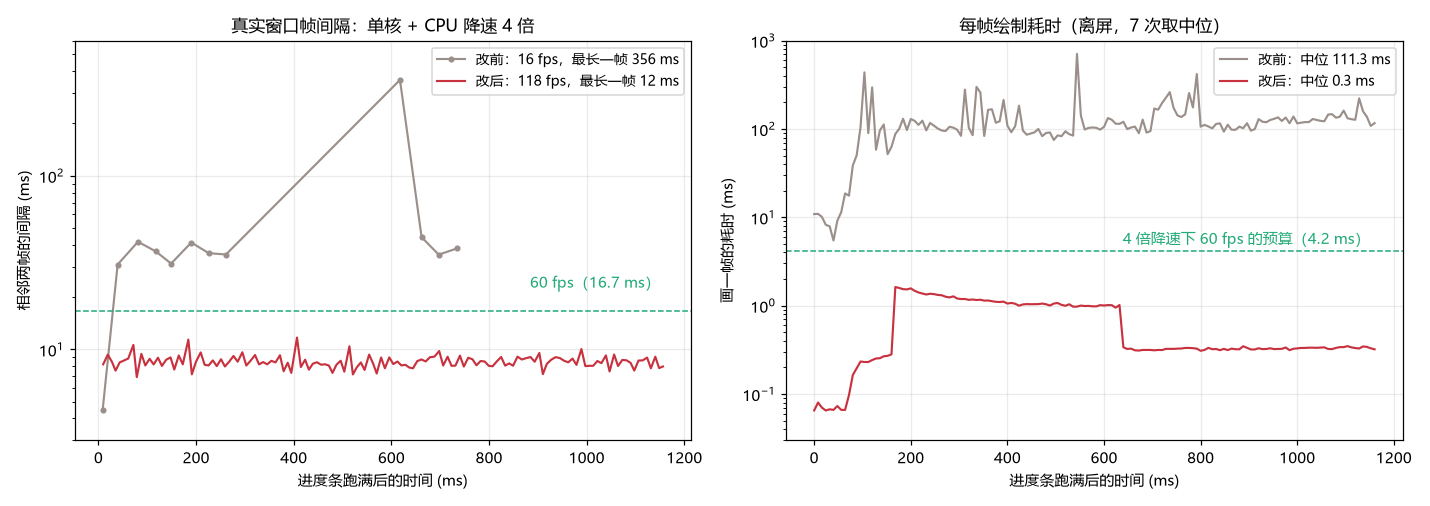 真实窗口帧间隔：单核 + CPU 降速 4 倍
改前：16 fps，最长一帧 356 ms
改后：118 fps，最长一帧 12 ms
相邻两帧的间隔 (ms)
10²
10¹
60 fps（16.7 ms）
0 200 400 600 800 1000 1200
进度条跑满后的时间 (ms)
每帧绘制耗时（离屏，7 次取中位）
改前：中位 111.3 ms
改后：中位 0.3 ms
画一帧的耗时 (ms)
10³
10²
10¹
10⁰
10⁻¹
4 倍降速下 60 fps 的预算（4.2 ms）
0 200 400 600 800 1000 1200
进度条跑满后的时间 (ms)